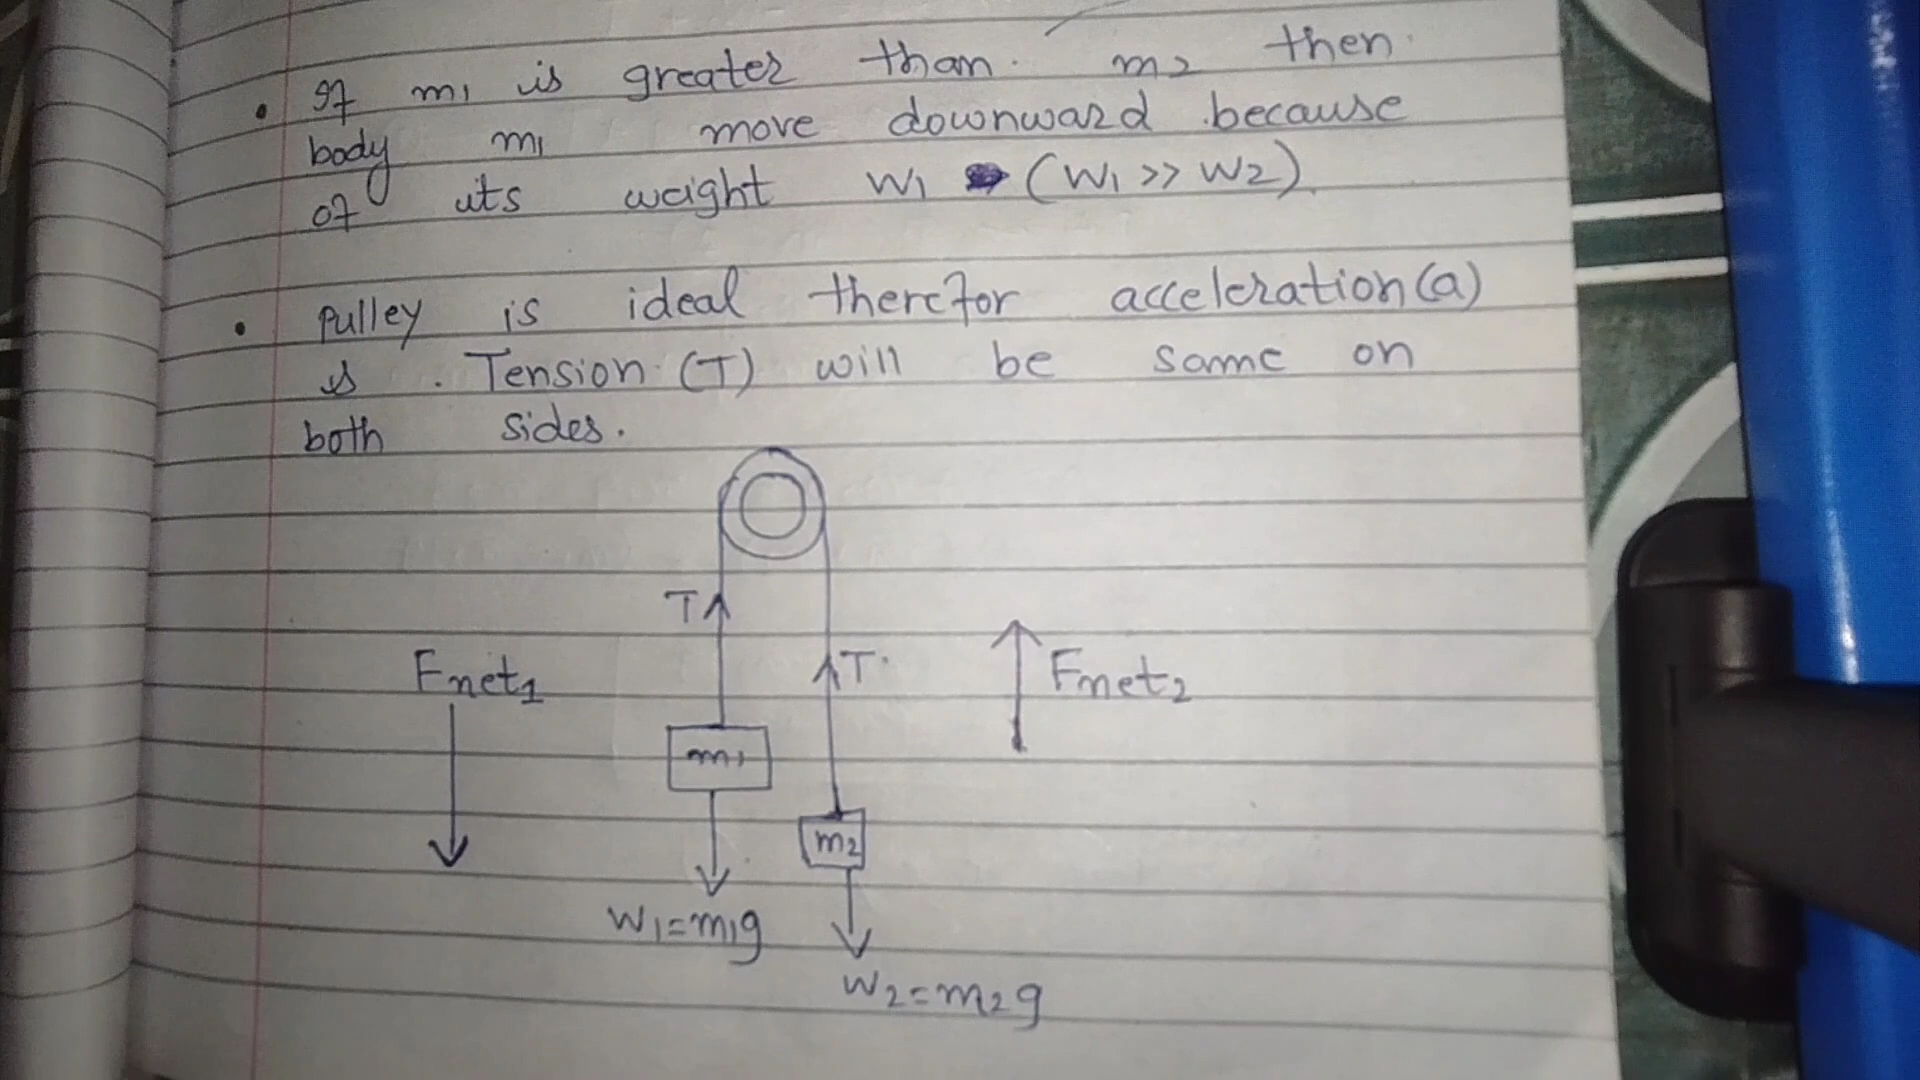 • If m1 is greater than m2 then
body m1 move downward because
of its weight W1 (W1 >> W2).
• Pulley is ideal therefor acceleration (a)
is . Tension (T) will be same on
both sides.
T
T
Fnet1
Fnet2
m1
m2
W1=m1g
W2=m2g